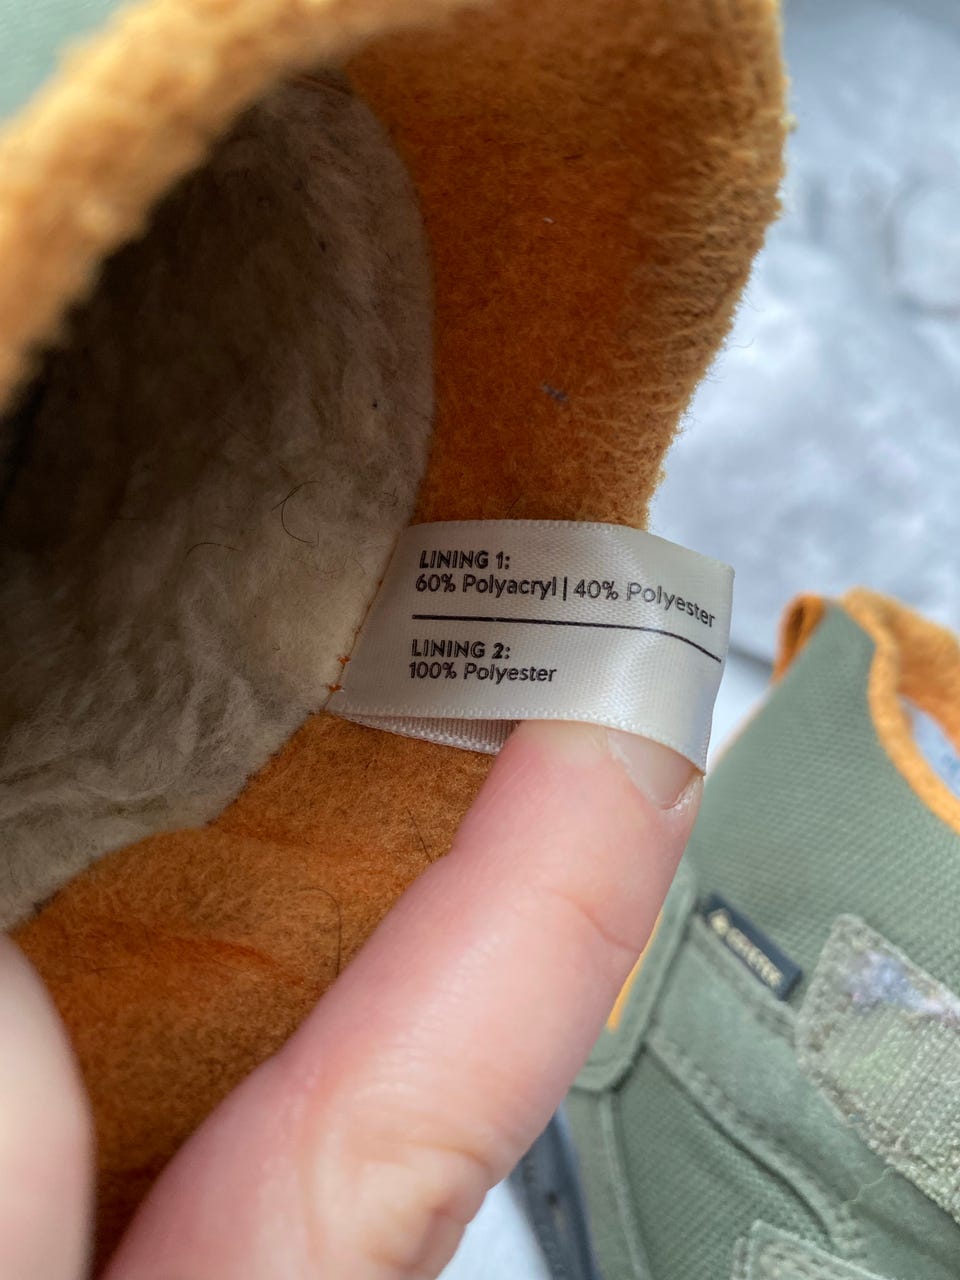 LINING 1:
60% Polyacryl | 40% Polyester
LINING 2:
100% Polyester